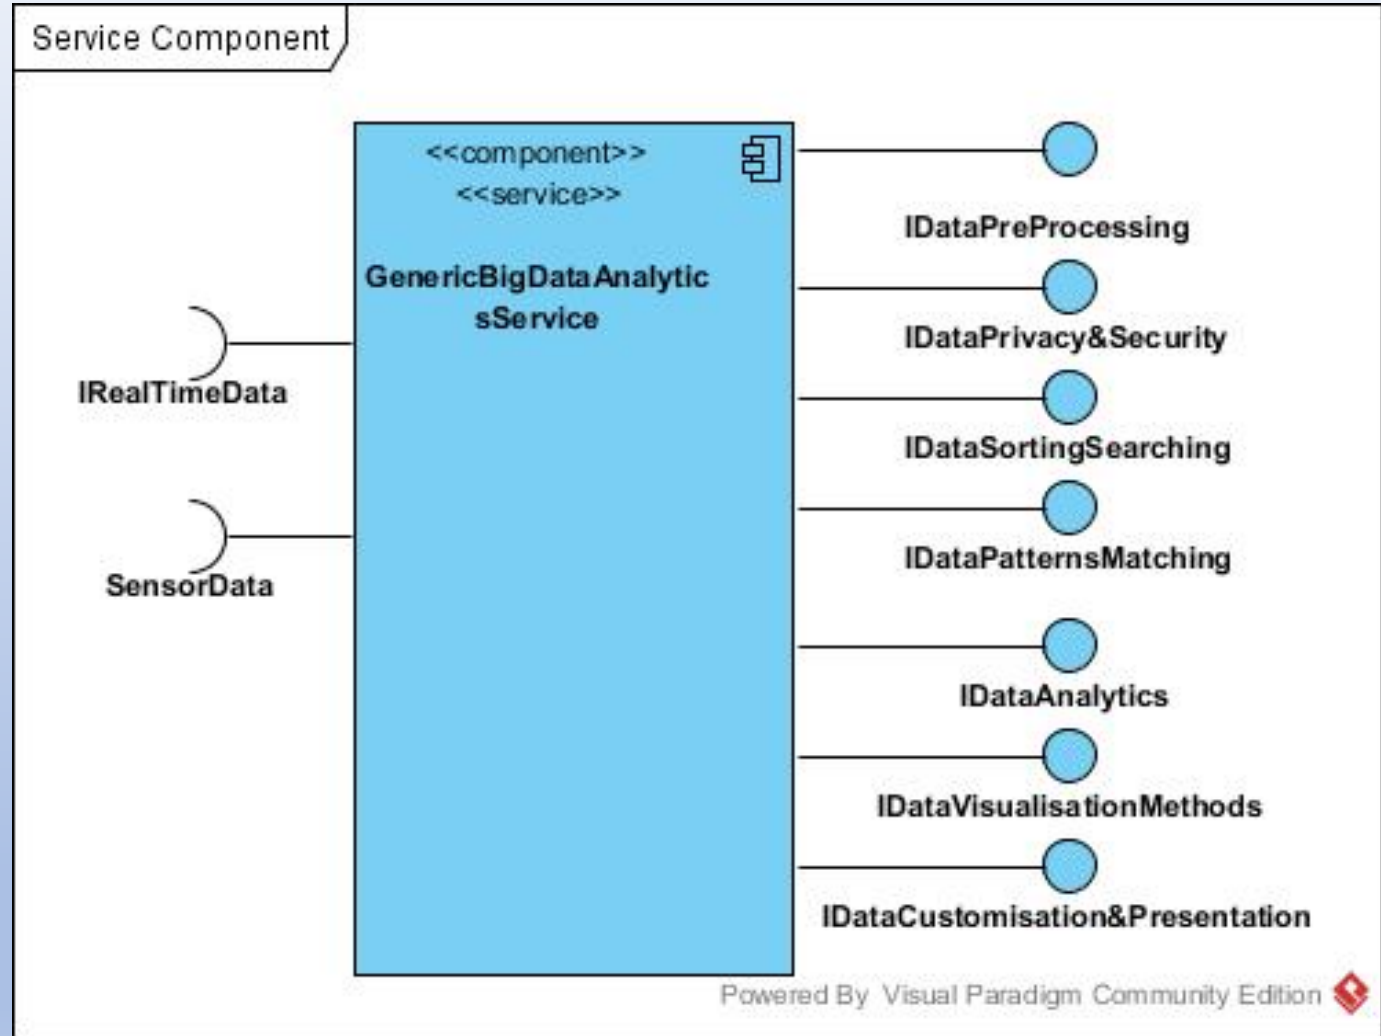 Service Component
<<component>>
<<service>>
GenericBigDataAnalytic
sService
IRealTimeData
SensorData
IDataPreProcessing
IDataPrivacy&Security
IDataSortingSearching
IDataPatternsMatching
IDataAnalytics
IDataVisualisationMethods
IDataCustomisation&Presentation
Powered By Visual Paradigm Community Edition